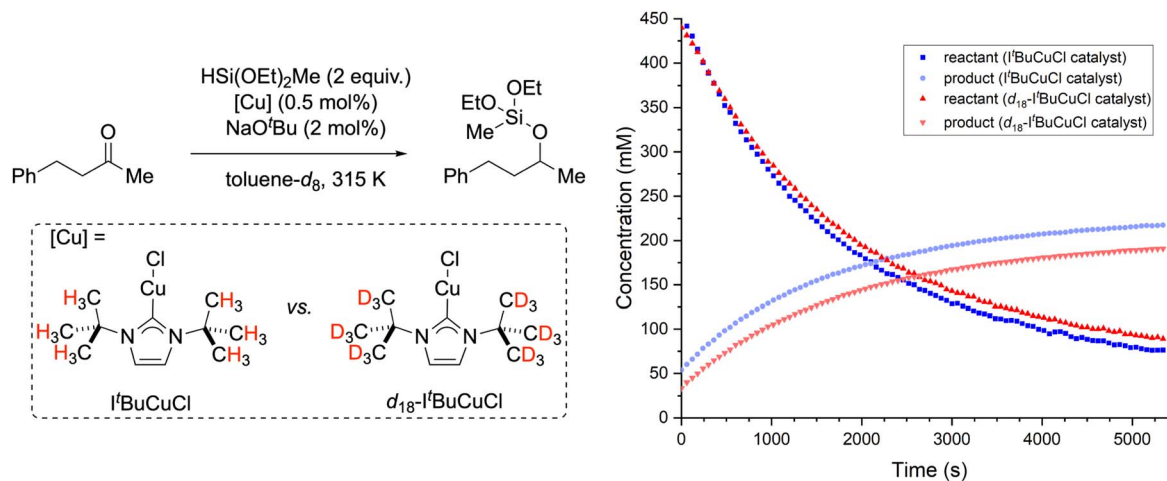 HSi(OEt)₂Me (2 equiv.)
[Cu] (0.5 mol%)
NaOᵗBu (2 mol%)
toluene-d₈, 315 K
O
Ph
Me
OEt
EtO
Si
Me
O
Ph
Me
[Cu] =
Cl
Cu
H₃C
CH₃
H₃C
CH₃
H₃C
CH₃
N
N
IᵗBuCuCl
vs.
Cl
Cu
D₃C
CD₃
D₃C
CD₃
D₃C
CD₃
N
N
d₁₈-IᵗBuCuCl
450
400
350
300
250
200
150
100
50
0
Concentration (mM)
reactant (IᵗBuCuCl catalyst)
product (IᵗBuCuCl catalyst)
reactant (d₁₈-IᵗBuCuCl catalyst)
product (d₁₈-IᵗBuCuCl catalyst)
0
1000
2000
3000
4000
5000
Time (s)